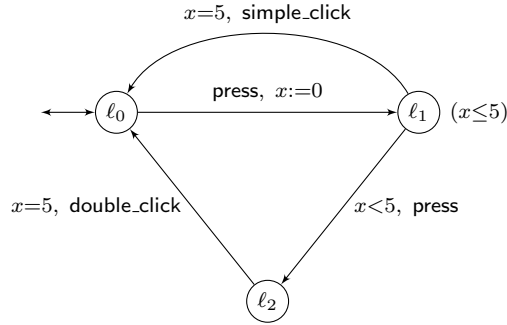 x=5, simple_click
press, x:=0
ℓ0
ℓ1
(x≤5)
x=5, double_click
x<5, press
ℓ2